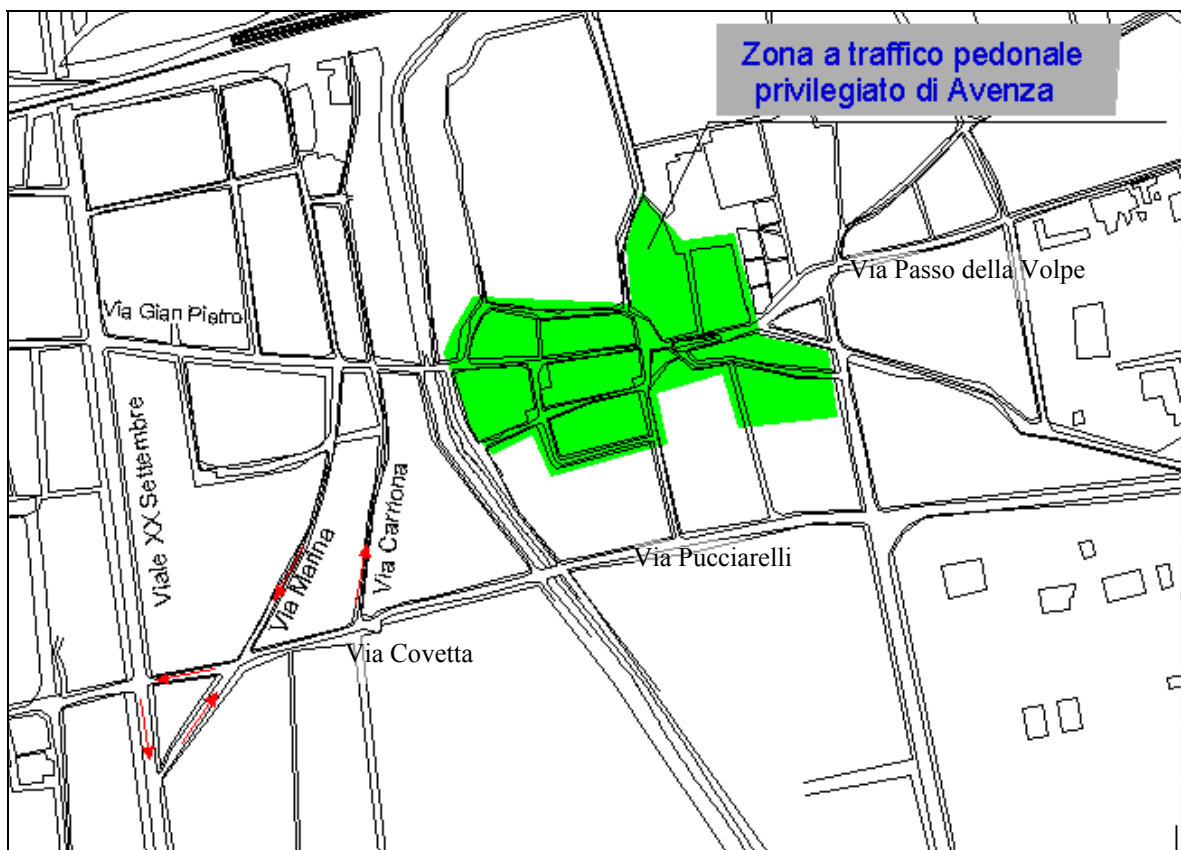 Zona a traffico pedonale
privilegiato di Avenza
Via Passo della Volpe
Via Gian Pietro
Viale XX Settembre
Via Marina
Via Carriona
Via Pucciarelli
Via Covetta